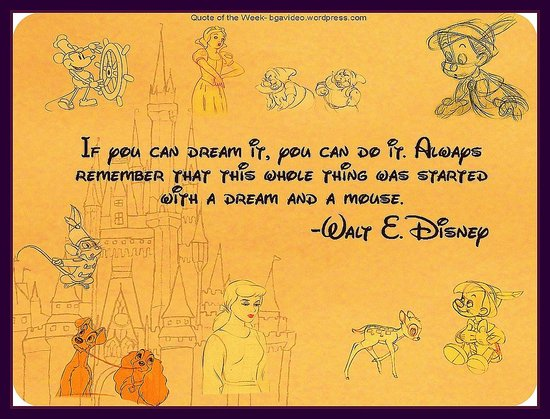 Quote of the Week- bgavideo.wordpress.com
If you can dream it, you can do it. Always
remember that this whole thing was started
with a dream and a mouse.
-Walt E. Disney